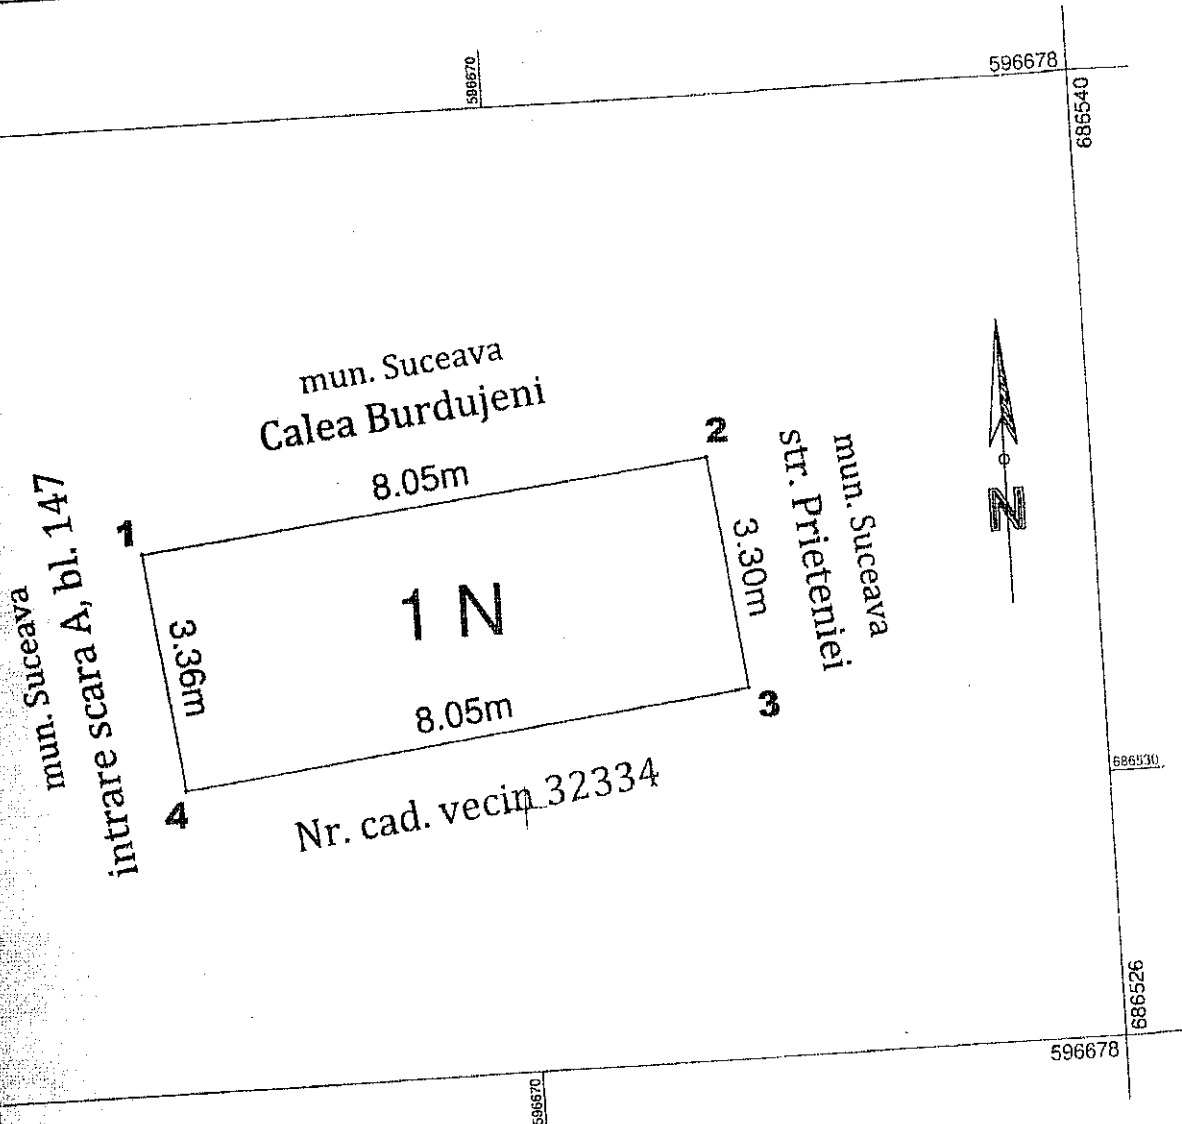 596670
596678
686540
mun. Suceava
Calea Burdujeni
8.05m
1
2
mun. Suceava
intrare scara A, bl. 147
3.36m
1 N
3.30m
str. Prieteniei
mun. Suceava
N
8.05m
4
3
Nr. cad. vecin 32334
686530
686526
596678
596670